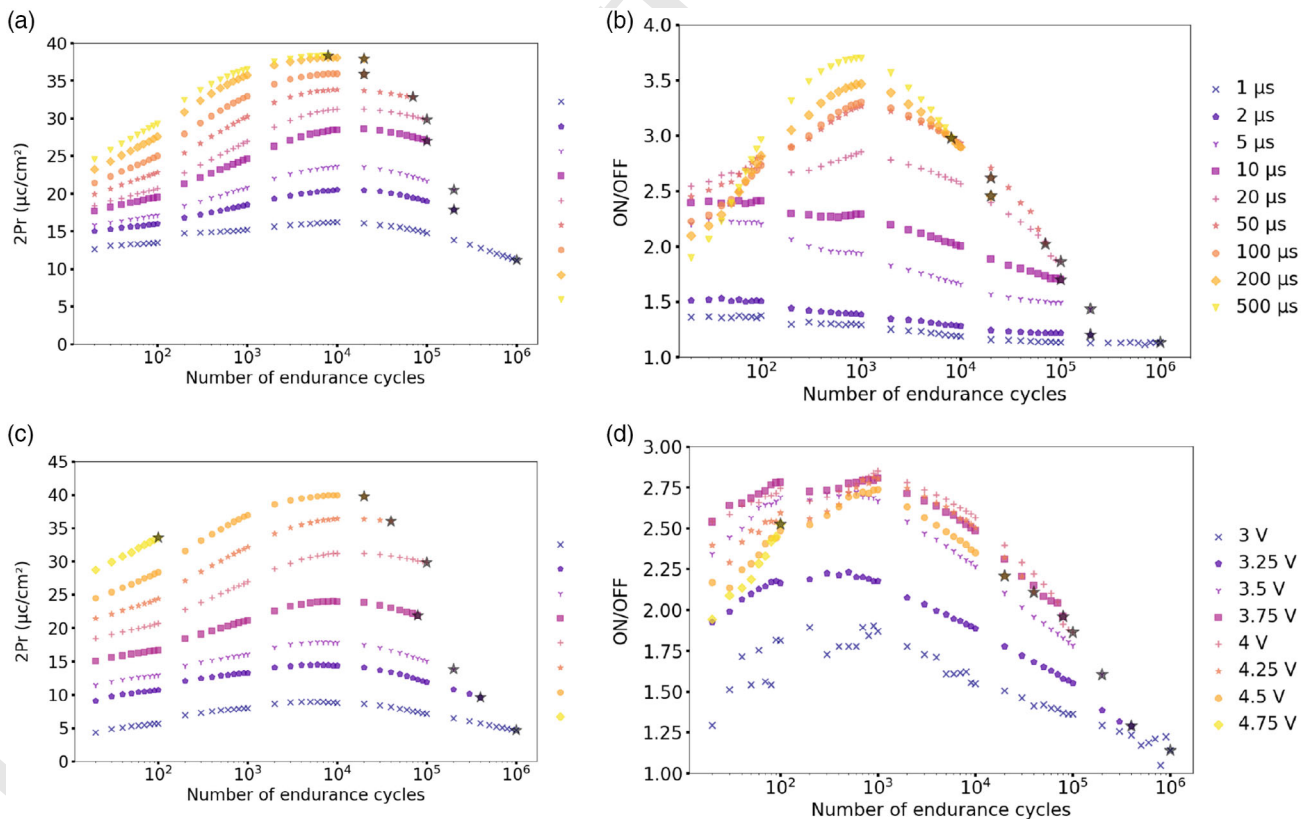 (a)
40
35
30
25
20
15
10
5
0
2Pr (μc/cm²)
10²
10³
10⁴
10⁵
10⁶
Number of endurance cycles
(b)
4.0
3.5
3.0
2.5
2.0
1.5
1.0
ON/OFF
10²
10³
10⁴
10⁵
10⁶
Number of endurance cycles
1 μs
2 μs
5 μs
10 μs
20 μs
50 μs
100 μs
200 μs
500 μs
(c)
45
40
35
30
25
20
15
10
5
0
2Pr (μc/cm²)
10²
10³
10⁴
10⁵
10⁶
Number of endurance cycles
(d)
3.00
2.75
2.50
2.25
2.00
1.75
1.50
1.25
1.00
ON/OFF
10²
10³
10⁴
10⁵
10⁶
Number of endurance cycles
3 V
3.25 V
3.5 V
3.75 V
4 V
4.25 V
4.5 V
4.75 V